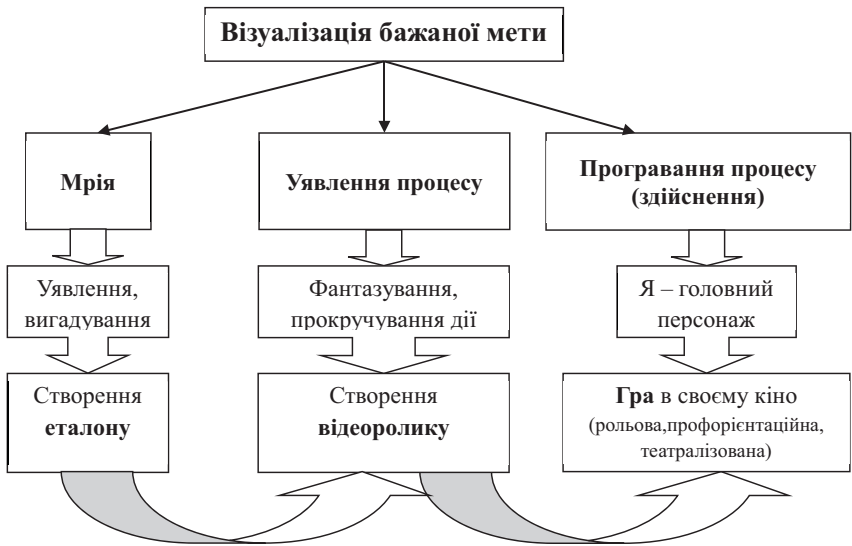 Візуалізація бажаної мети
Мрія
Уявлення процесу
Програвання процесу
(здійснення)
Уявлення,
вигадування
Фантазування,
прокручування дії
Я – головний
персонаж
Створення
еталону
Створення
відеоролику
Гра в своєму кіно
(рольова,профорієнтаційна,
театралізована)